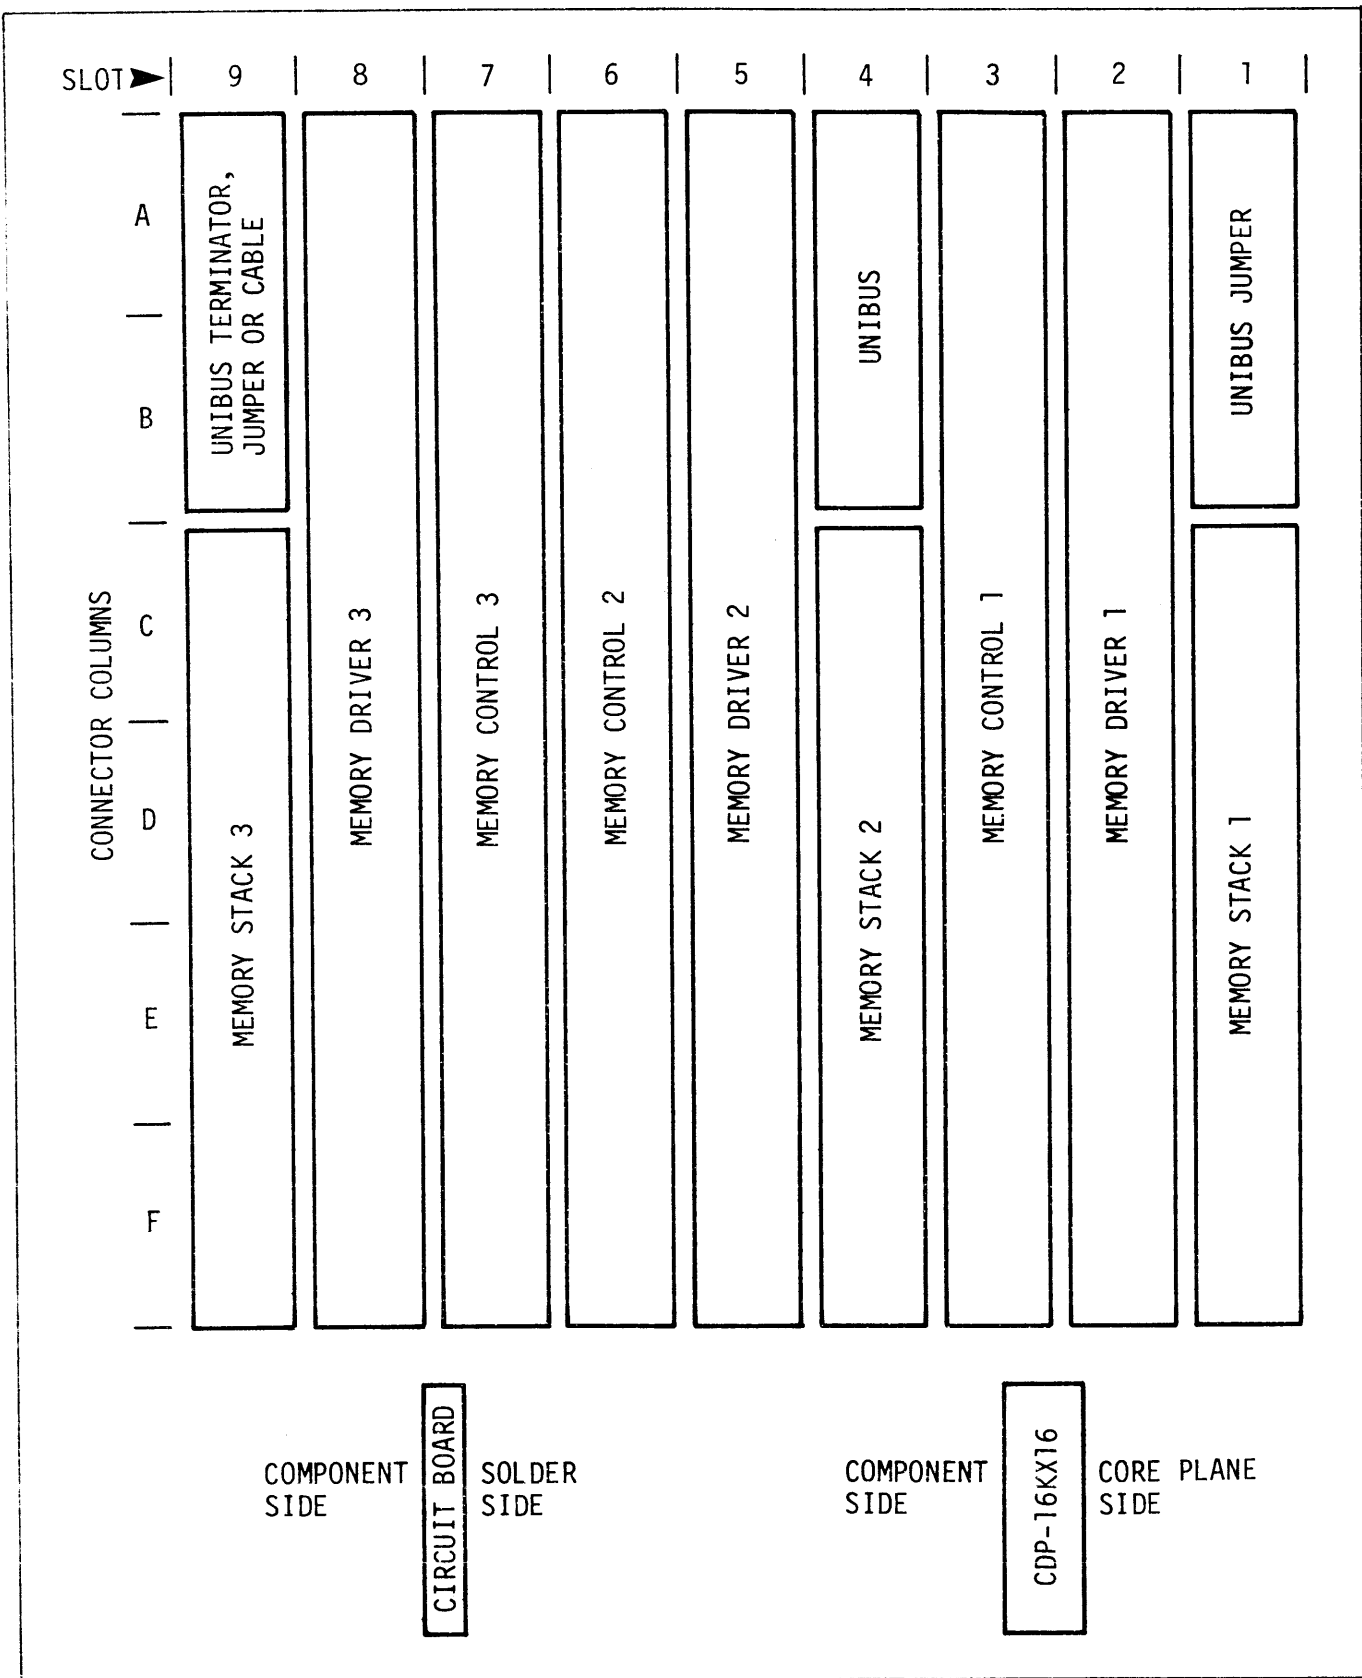 SLOT 9 8 7 6 5 4 3 2 1
CONNECTOR COLUMNS
A
B
C
D
E
F
UNIBUS TERMINATOR,
JUMPER OR CABLE
MEMORY STACK 3
MEMORY DRIVER 3
MEMORY CONTROL 3
MEMORY CONTROL 2
MEMORY DRIVER 2
UNIBUS
MEMORY STACK 2
MEMORY CONTROL 1
MEMORY DRIVER 1
UNIBUS JUMPER
MEMORY STACK 1
COMPONENT
SIDE
CIRCUIT BOARD
SOLDER
SIDE
COMPONENT
SIDE
CDP-16KX16
CORE PLANE
SIDE